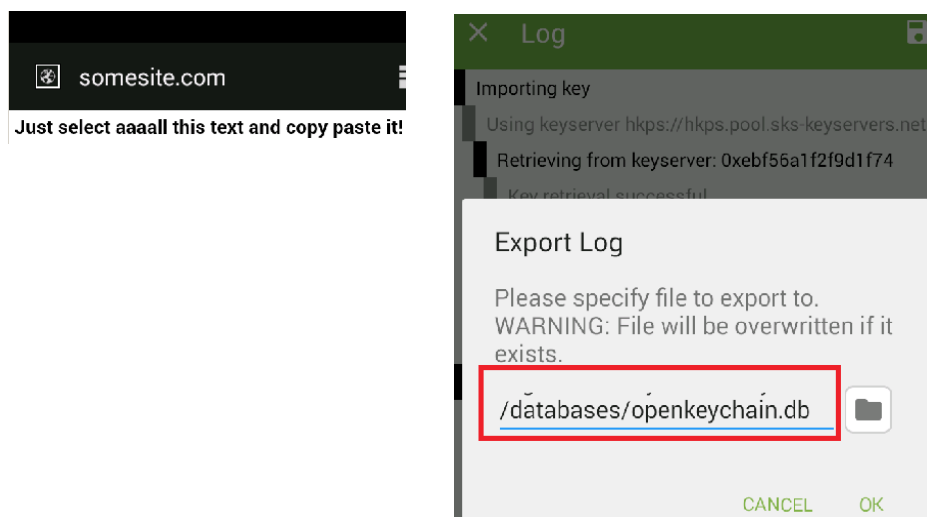 somesite.com
Just select aaaall this text and copy paste it!
Log
Importing key
Using keyserver hkps://hkps.pool.sks-keyservers.net
Retrieving from keyserver: 0xebf56a1f2f9d1f74
Key retrieval successful
Export Log
Please specify file to export to.
WARNING: File will be overwritten if it
exists.
/databases/openkeychain.db
CANCEL OK